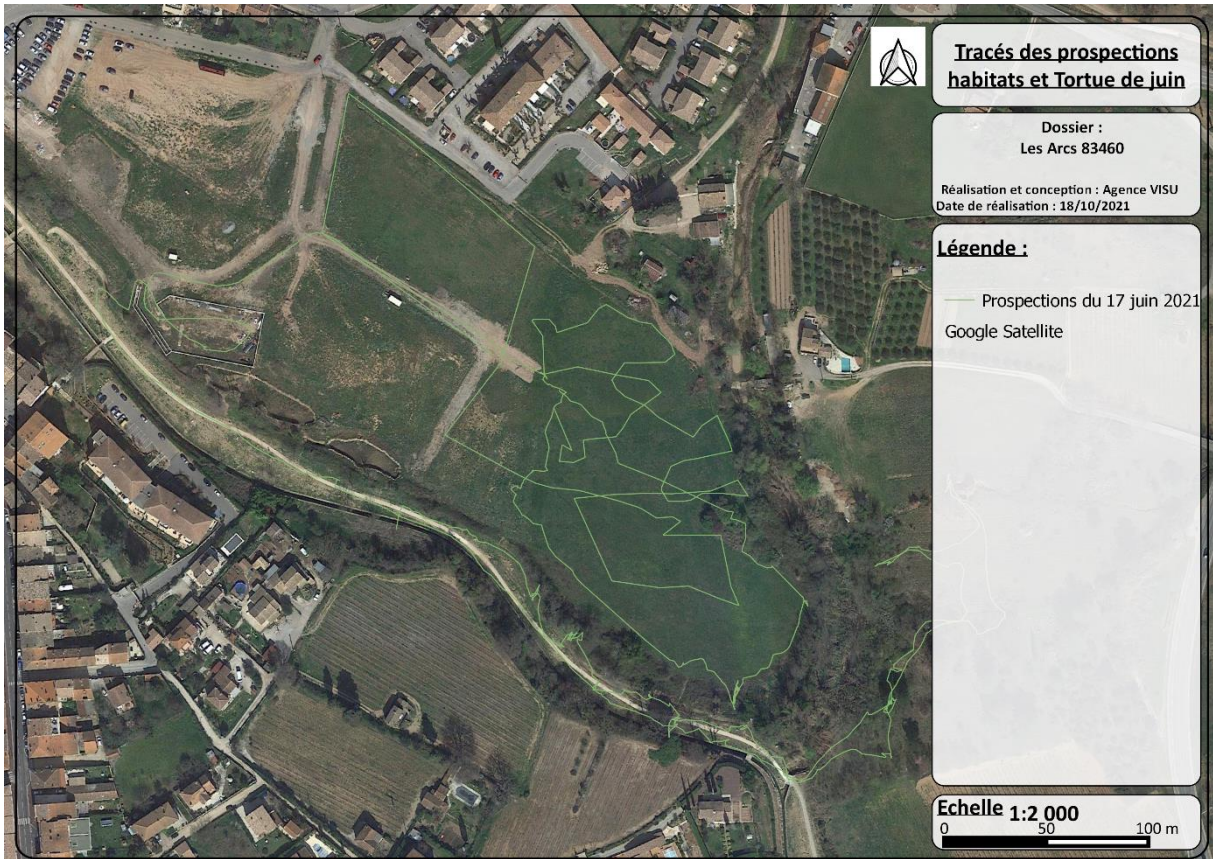 Tracés des prospections
habitats et Tortue de juin
Dossier :
Les Arcs 83460
Réalisation et conception : Agence VISU
Date de réalisation : 18/10/2021
Légende :
Prospections du 17 juin 2021
Google Satellite
Echelle 1:2 000
0 50 100 m